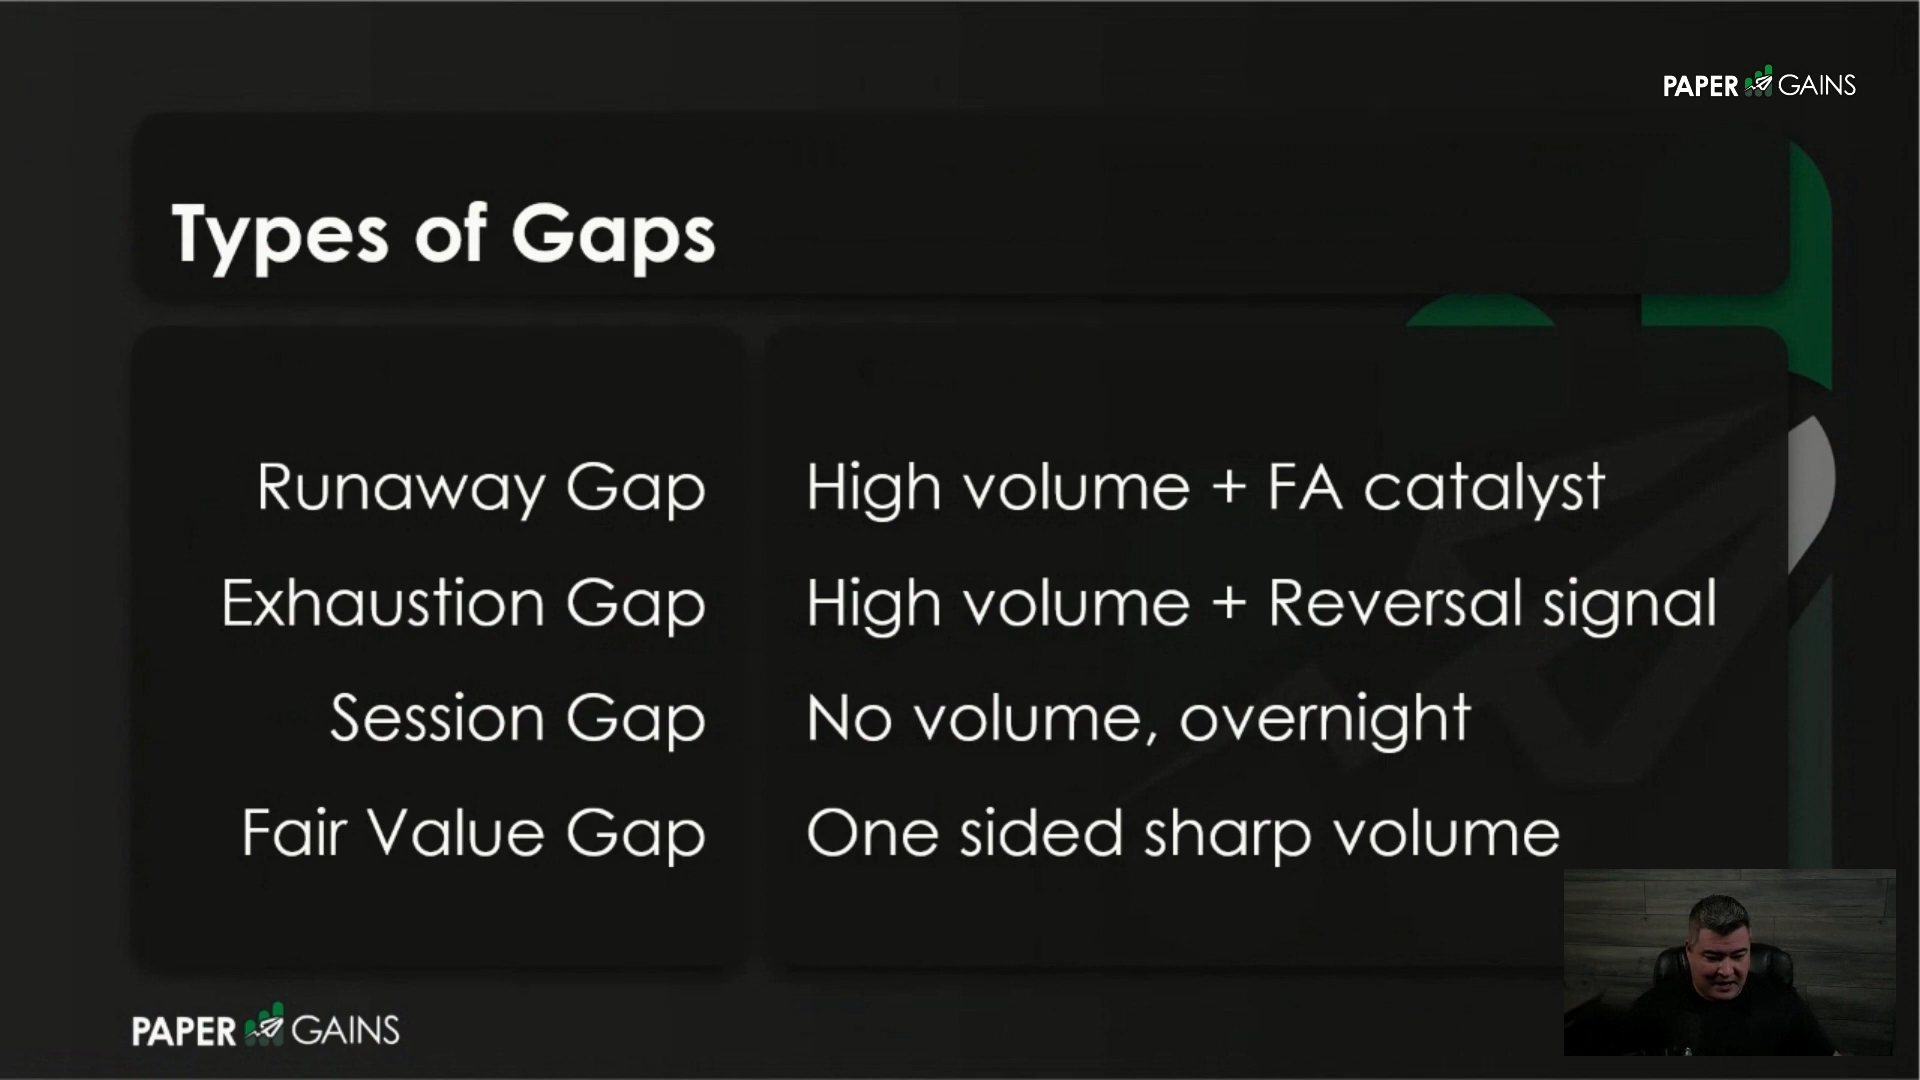 PAPER GAINS
Types of Gaps
Runaway Gap High volume + FA catalyst
Exhaustion Gap High volume + Reversal signal
Session Gap No volume, overnight
Fair Value Gap One sided sharp volume
PAPER GAINS